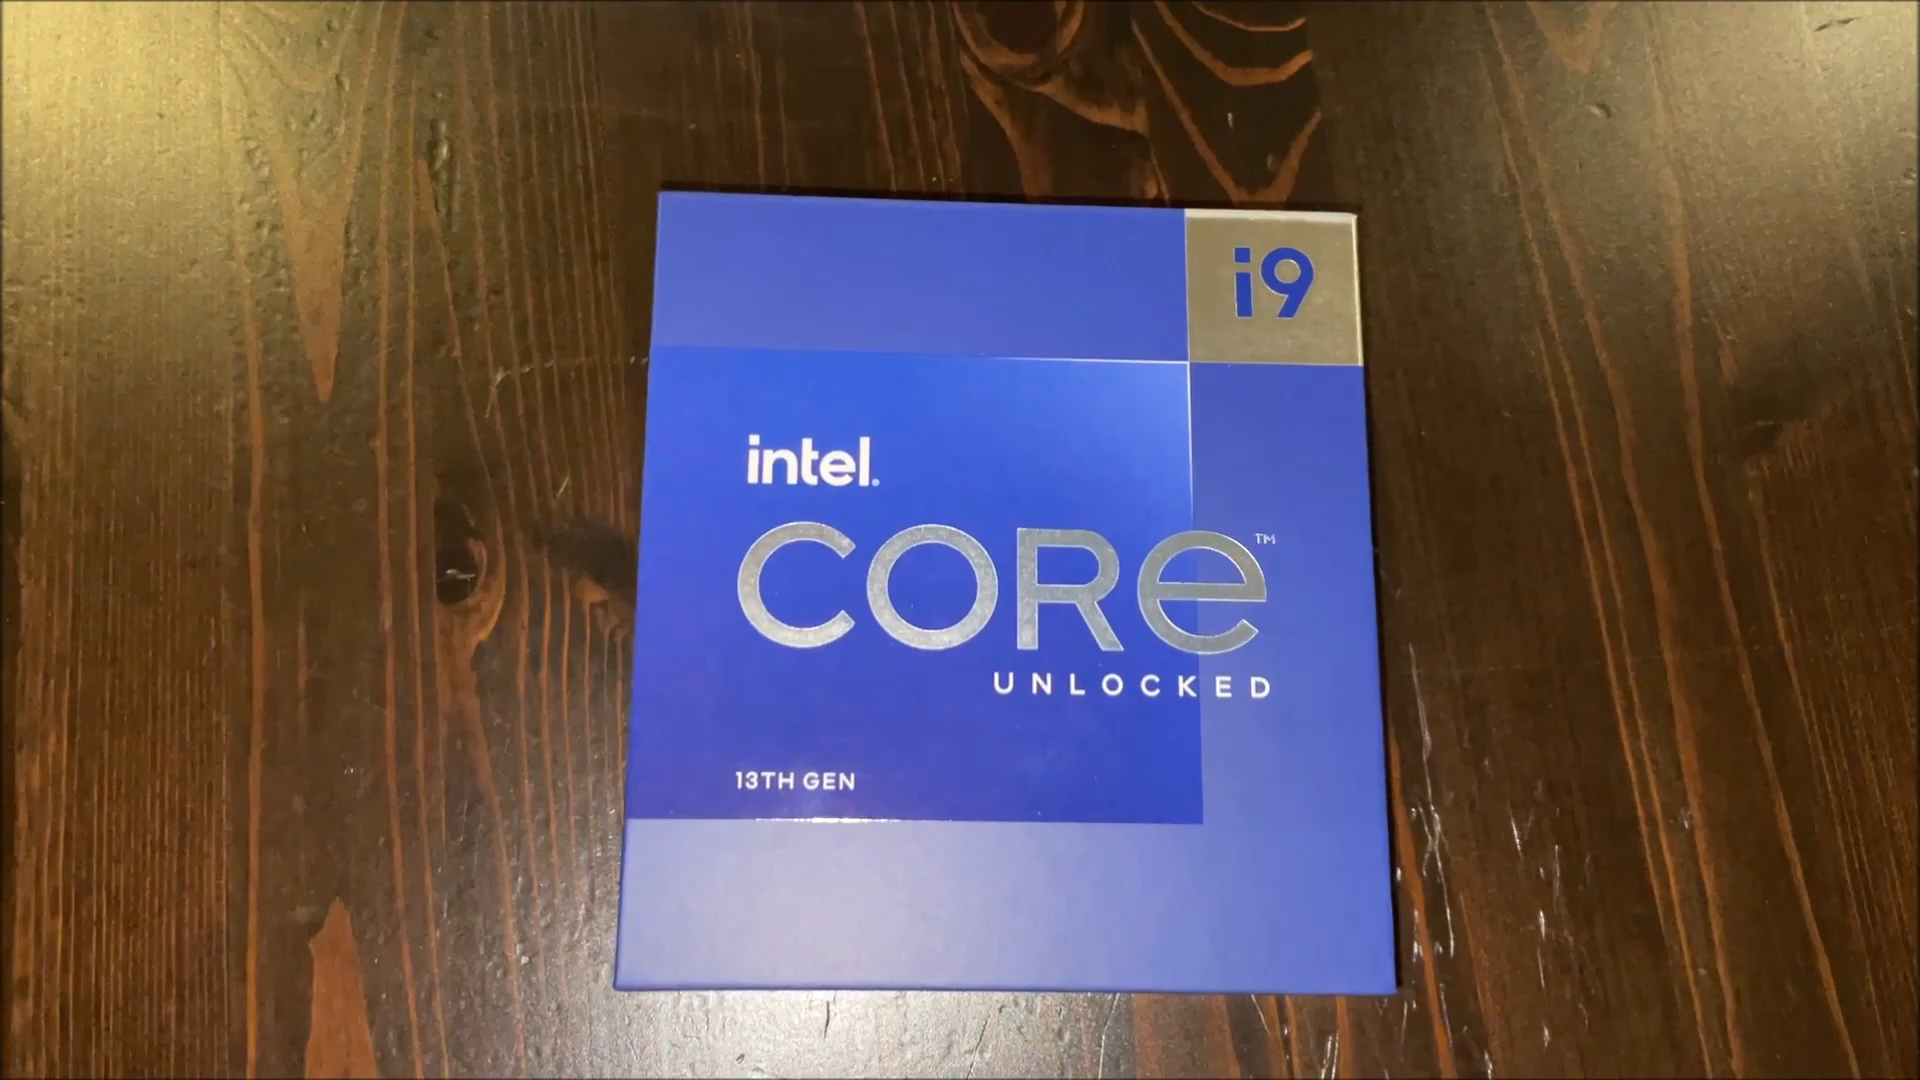 i9
intel.
CORe™
UNLOCKED
13TH GEN